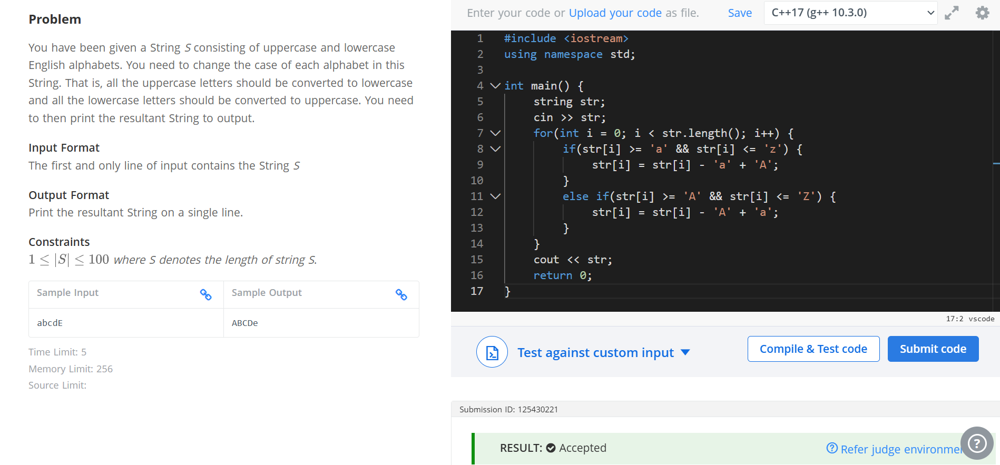 Problem
You have been given a String S consisting of uppercase and lowercase
English alphabets. You need to change the case of each alphabet in this
String. That is, all the uppercase letters should be converted to lowercase
and all the lowercase letters should be converted to uppercase. You need
to then print the resultant String to output.
Input Format
The first and only line of input contains the String S
Output Format
Print the resultant String on a single line.
Constraints
1 ≤ |S| ≤ 100 where S denotes the length of string S.
Sample Input Sample Output
abcdE ABCDe
Time Limit: 5
Memory Limit: 256
Source Limit:
Enter your code or Upload your code as file. Save C++17 (g++ 10.3.0)
1 #include <iostream>
2 using namespace std;
3
4 int main() {
5 string str;
6 cin >> str;
7 for(int i = 0; i < str.length(); i++) {
8 if(str[i] >= 'a' && str[i] <= 'z') {
9 str[i] = str[i] - 'a' + 'A';
10 }
11 else if(str[i] >= 'A' && str[i] <= 'Z') {
12 str[i] = str[i] - 'A' + 'a';
13 }
14 }
15 cout << str;
16 return 0;
17 }
17:2 vscode
Test against custom input Compile & Test code Submit code
Submission ID: 125430221
RESULT: Accepted Refer judge